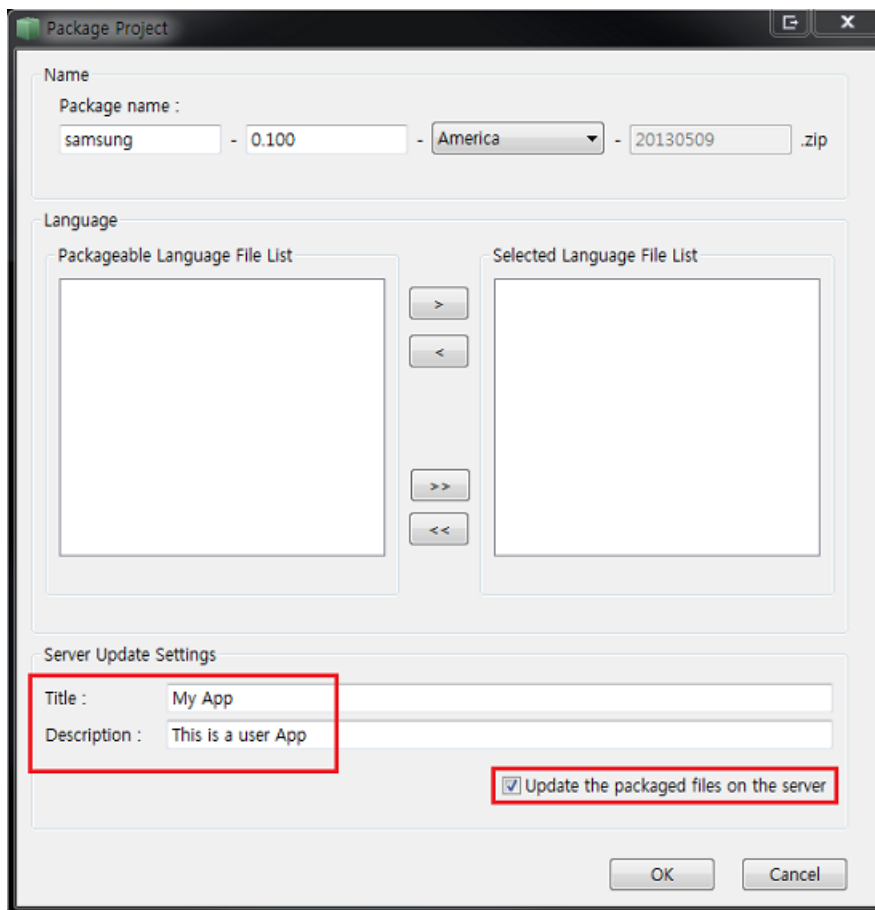 Package Project
Name
Package name :
samsung - 0.100 - America - 20130509 .zip
Language
Packageable Language File List
Selected Language File List
>
<
>>
<<
Server Update Settings
Title : My App
Description : This is a user App
Update the packaged files on the server
OK Cancel